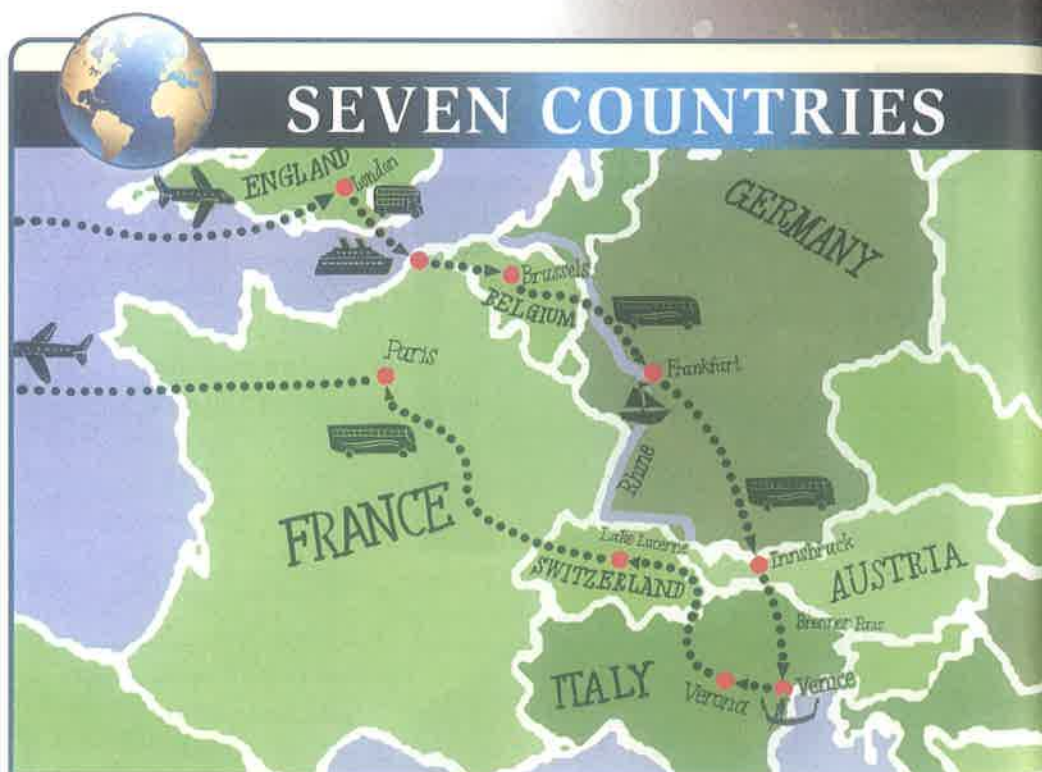 SEVEN COUNTRIES
ENGLAND
London
GERMANY
Brussels
BELGIUM
Paris
Frankfurt
Rhine
FRANCE
Lake Lucerne
SWITZERLAND
Innsbruck
AUSTRIA
Brenner Pass
ITALY
Verona
Venice